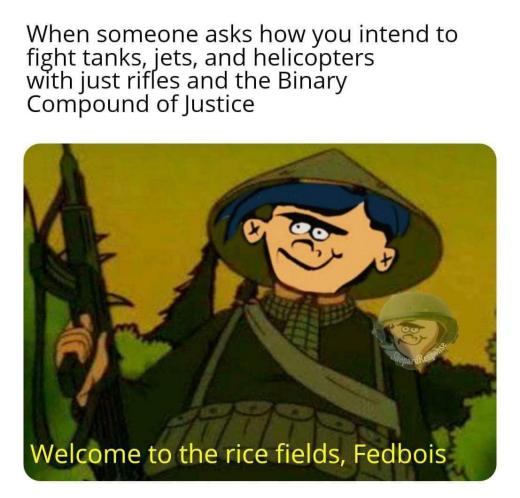 When someone asks how you intend to
fight tanks, jets, and helicopters
with just rifles and the Binary
Compound of Justice
Welcome to the rice fields, Fedbois